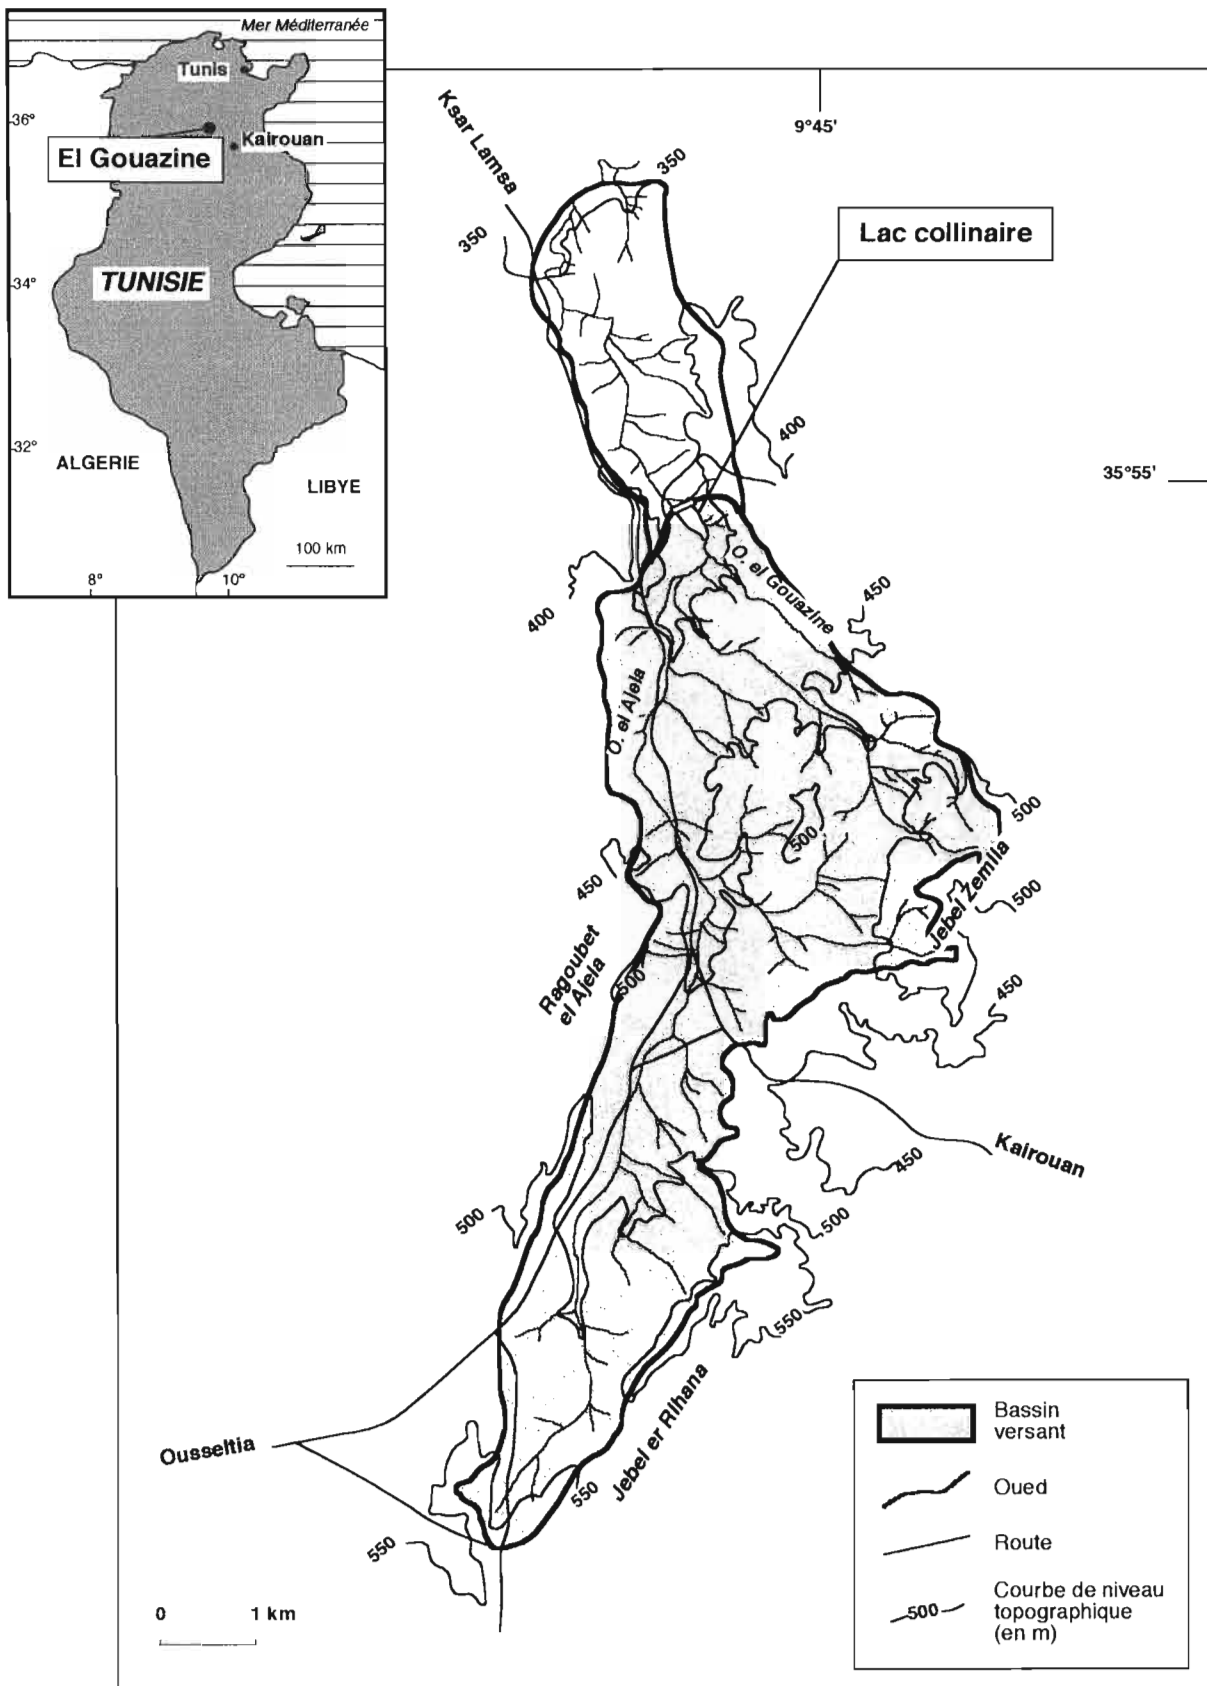 Mer Méditerranée
Tunis
36°
Kairouan
El Gouazine
34°
TUNISIE
32°
ALGERIE
LIBYE
100 km
8°
10°
9°45'
35°55'
Ksar Lamsa
350
350
Lac collinaire
400
400
O. el Gouazine
450
O. el Ajela
500
500
450
Jebel Zemlia
500
Ragoubet
el Ajela
500
450
Kairouan
450
500
500
550
Jebel er Rihana
Ousseltia
550
550
0 1 km
Bassin
versant
Oued
Route
500
Courbe de niveau
topographique
(en m)